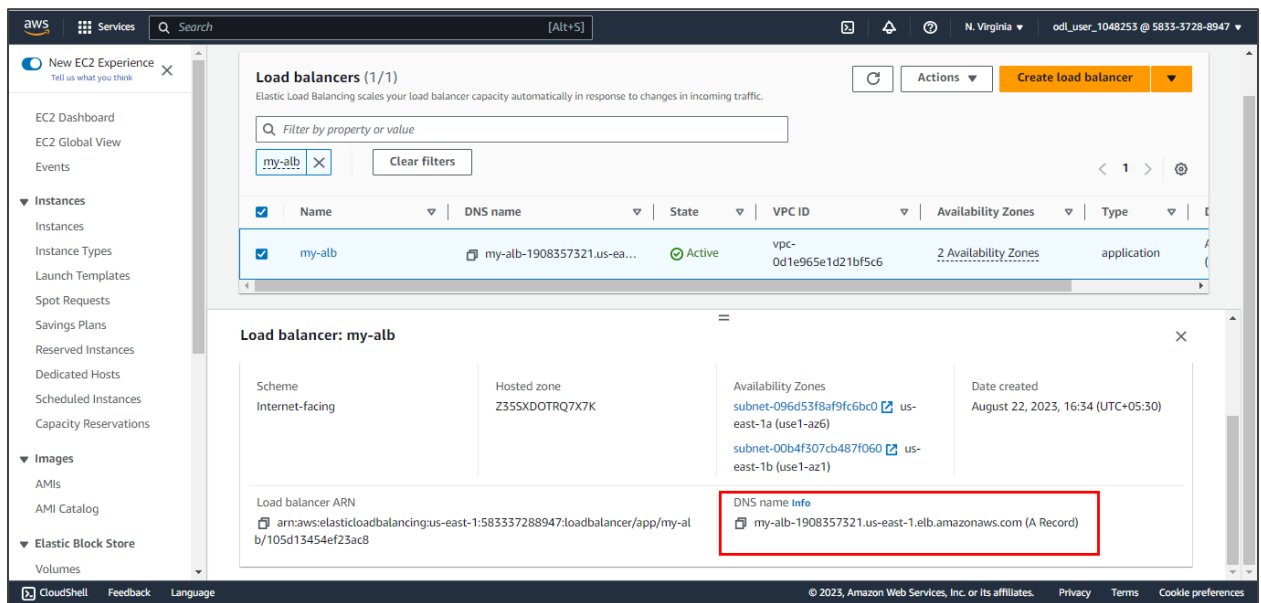 aws Services Search [Alt+S] N. Virginia odl_user_1048253 @ 5833-3728-8947
New EC2 Experience
Tell us what you think
EC2 Dashboard
EC2 Global View
Events
Instances
Instances
Instance Types
Launch Templates
Spot Requests
Savings Plans
Reserved Instances
Dedicated Hosts
Scheduled Instances
Capacity Reservations
Images
AMIs
AMI Catalog
Elastic Block Store
Volumes
Load balancers (1/1)
Actions
Create load balancer
Elastic Load Balancing scales your load balancer capacity automatically in response to changes in incoming traffic.
Filter by property or value
my-alb
Clear filters
1
Name DNS name State VPC ID Availability Zones Type
my-alb my-alb-1908357321.us-ea... Active vpc-
0d1e965e1d21bf5c6 2 Availability Zones application
Load balancer: my-alb
Scheme
Internet-facing
Hosted zone
Z35SXDOTRQ7X7K
Availability Zones
subnet-096d53f8af9fc6bc0 us-
east-1a (use1-az6)
subnet-00b4f307cb487f060 us-
east-1b (use1-az1)
Date created
August 22, 2023, 16:34 (UTC+05:30)
Load balancer ARN
arn:aws:elasticloadbalancing:us-east-1:583337288947:loadbalancer/app/my-al
b/105d13454ef23ac8
DNS name Info
my-alb-1908357321.us-east-1.elb.amazonaws.com (A Record)
CloudShell Feedback Language © 2023, Amazon Web Services, Inc. or its affiliates. Privacy Terms Cookie preferences